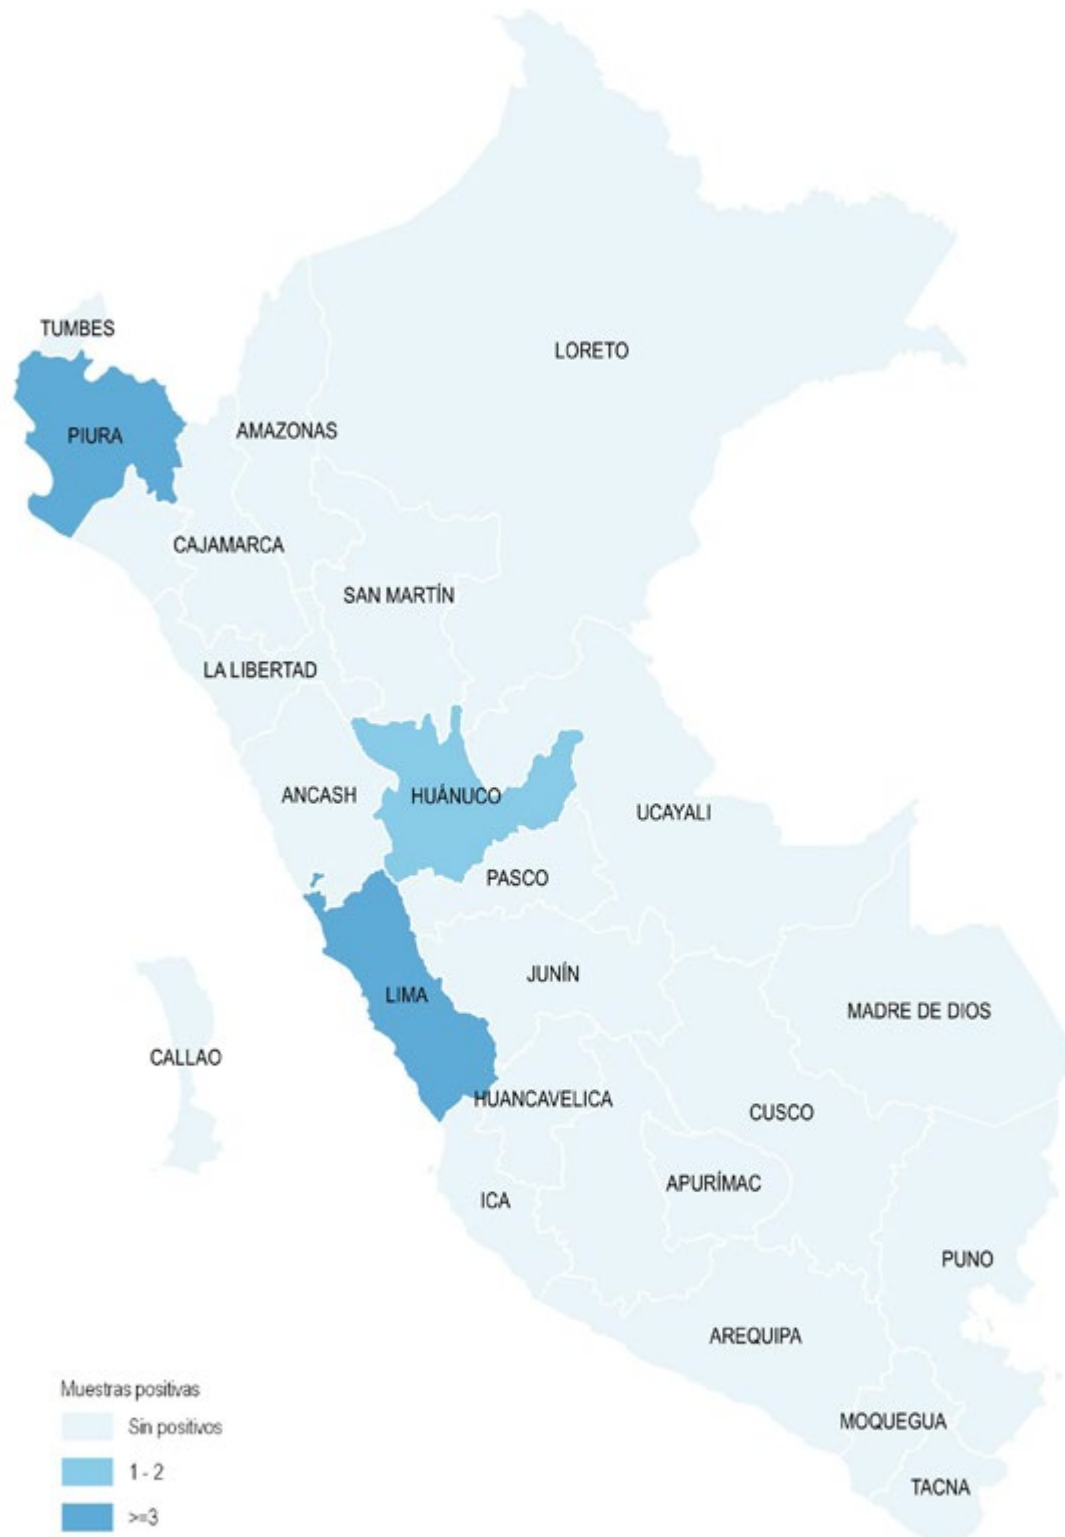 TUMBES
LORETO
PIURA
AMAZONAS
CAJAMARCA
SAN MARTÍN
LA LIBERTAD
ANCASH
HUÁNUCO
UCAYALI
PASCO
JUNÍN
LIMA
MADRE DE DIOS
CALLAO
HUANCAVELICA
CUSCO
APURÍMAC
ICA
PUNO
AREQUIPA
Muestras positivas
Sin positivos
MOQUEGUA
1 - 2
TACNA
>=3